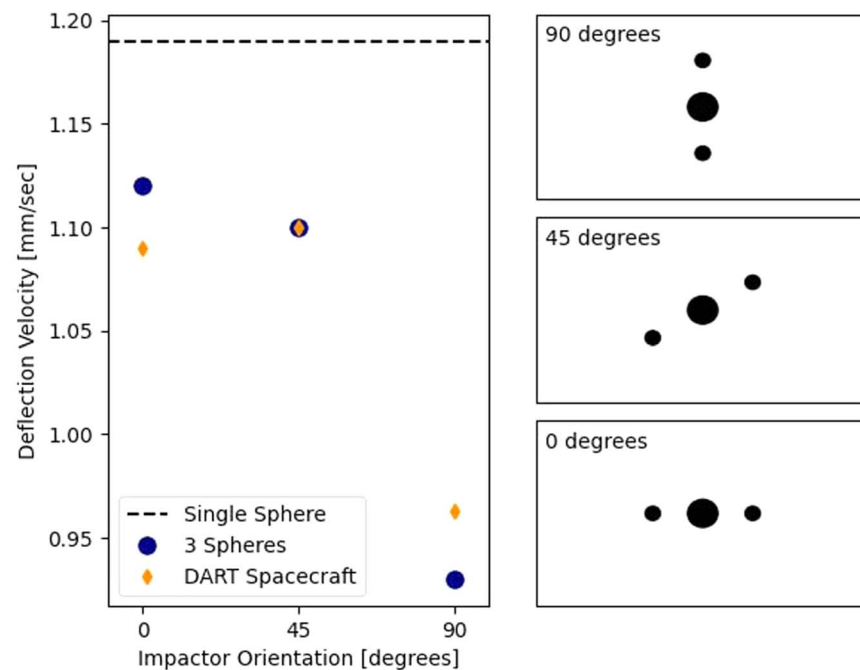 Deflection Velocity [mm/sec]
1.20
1.15
1.10
1.05
1.00
0.95
Single Sphere
3 Spheres
DART Spacecraft
0
45
90
Impactor Orientation [degrees]
90 degrees
45 degrees
0 degrees